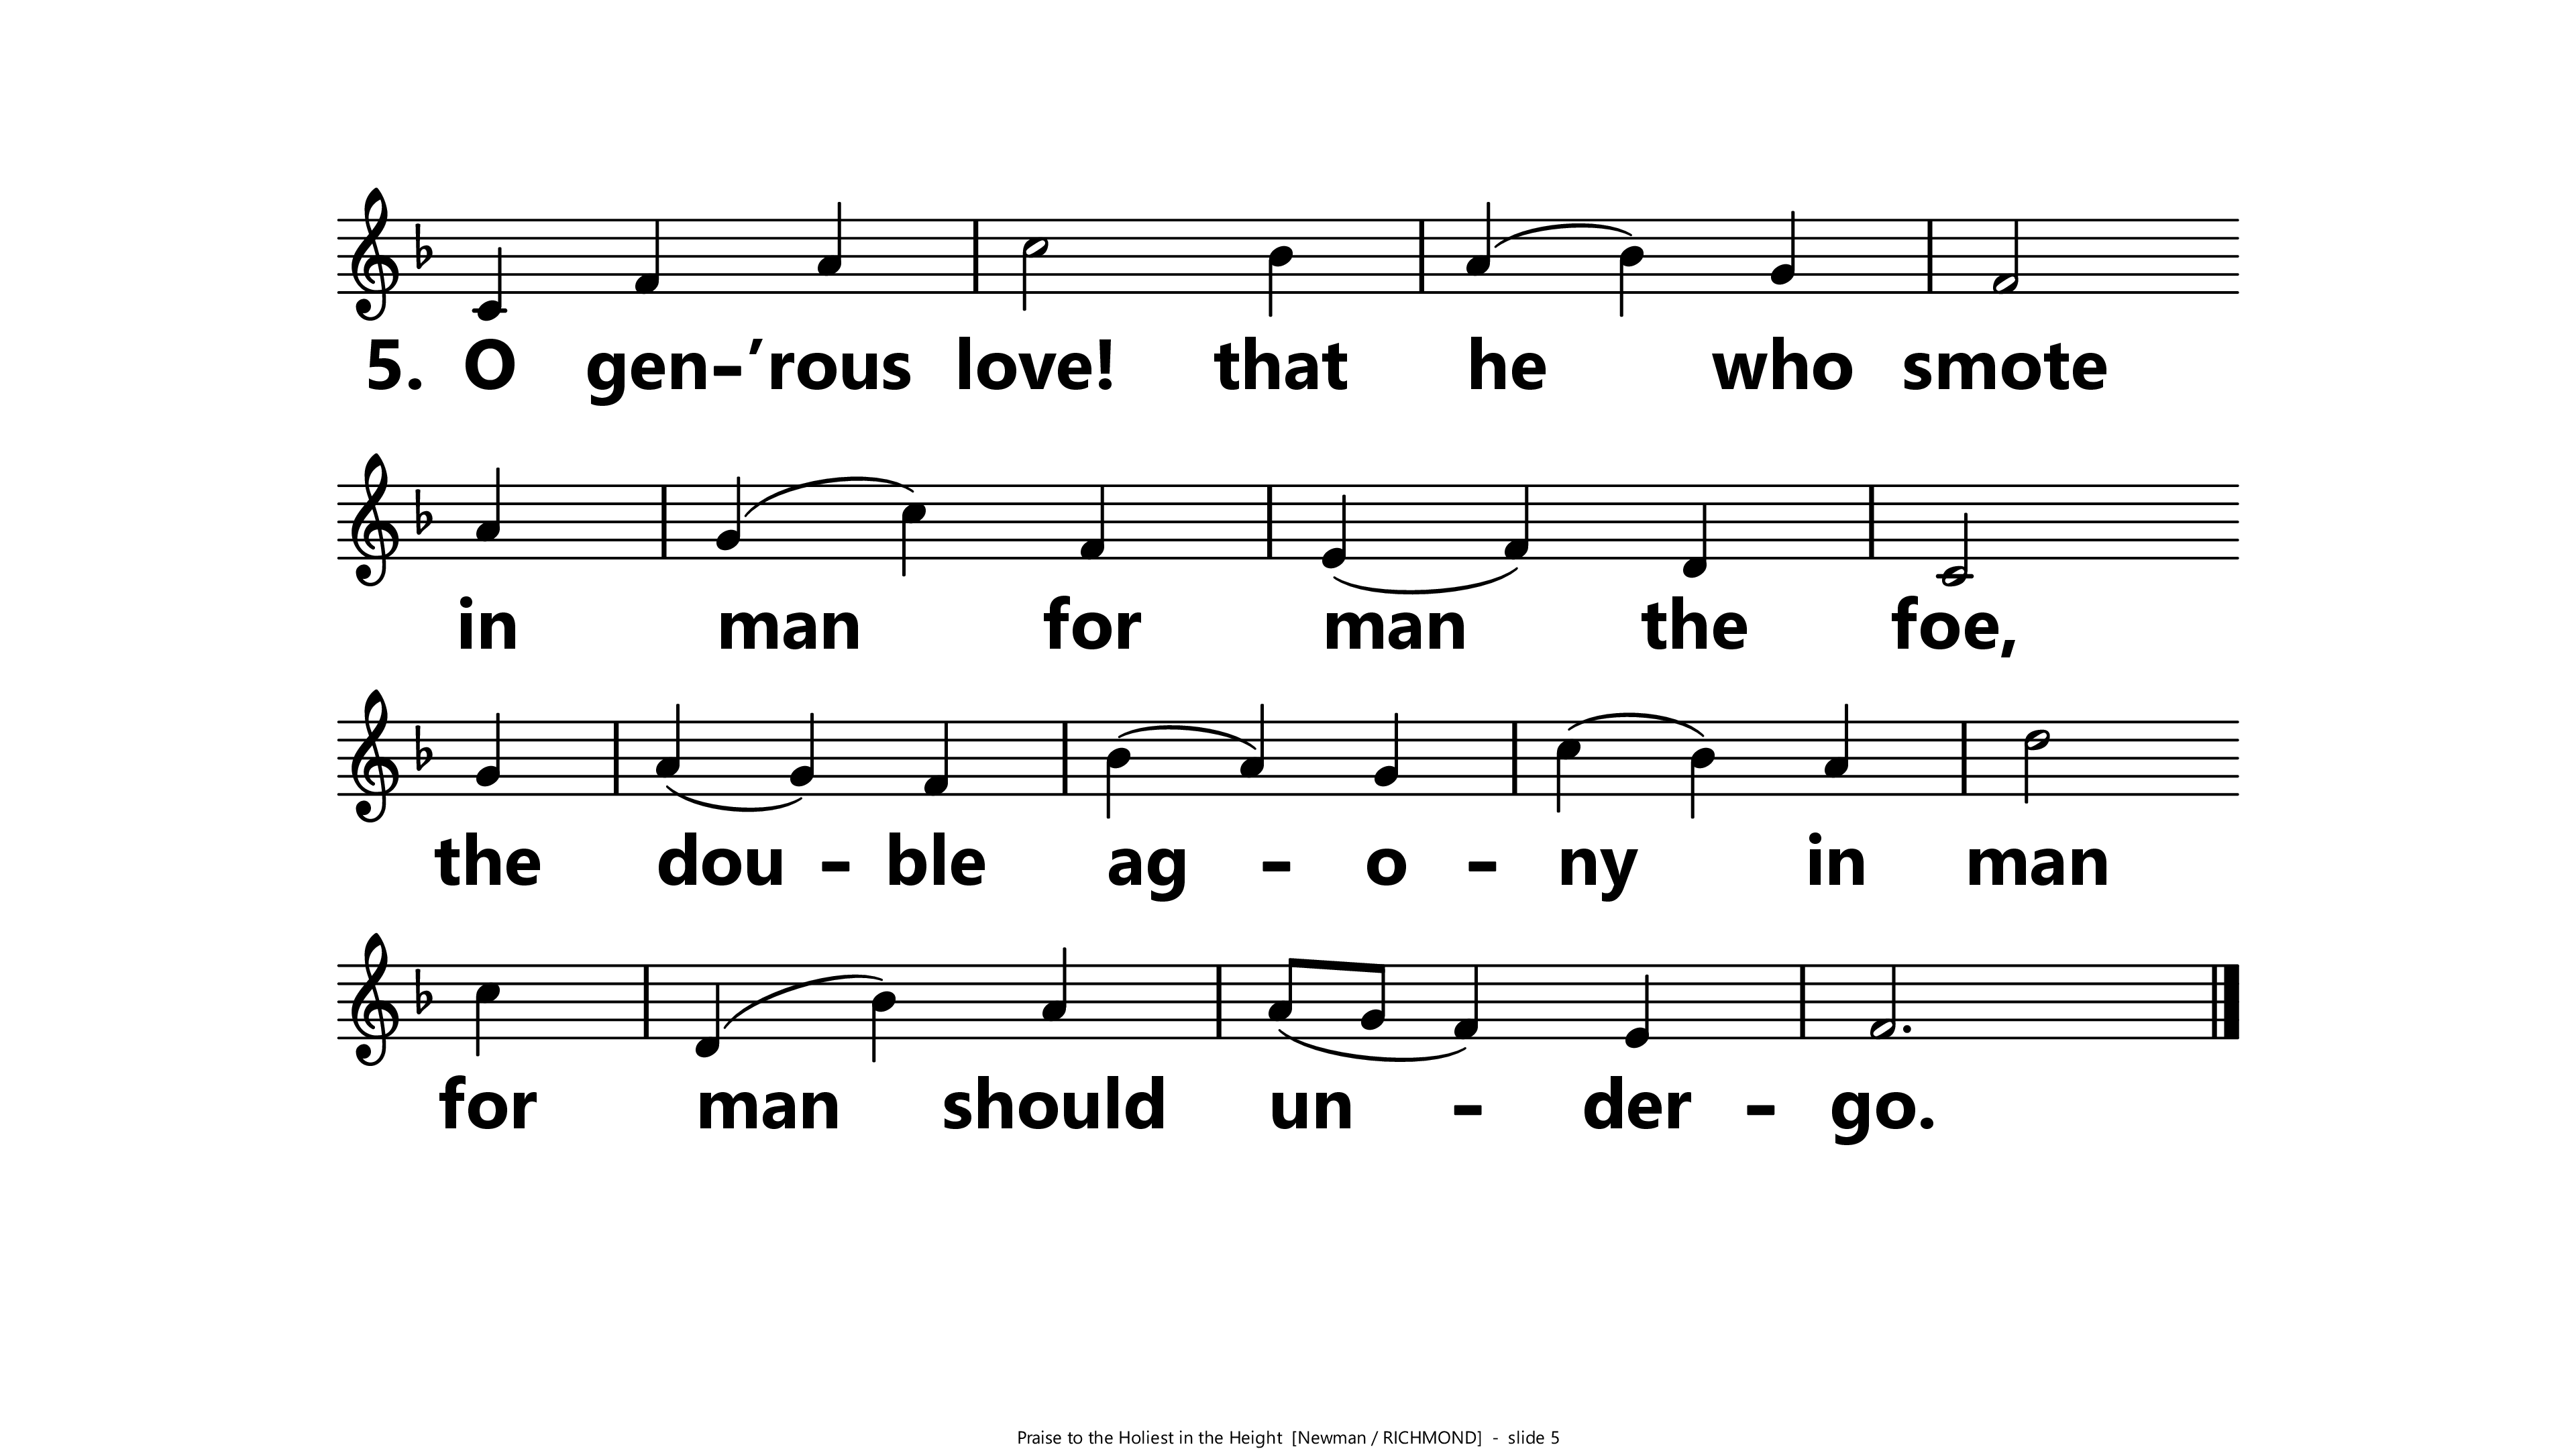 5. O gen-’rous love! that he who smote
in man for man the foe,
the dou - ble ag - o - ny in man
for man should un - der - go.
Praise to the Holiest in the Height [Newman / RICHMOND] - slide 5